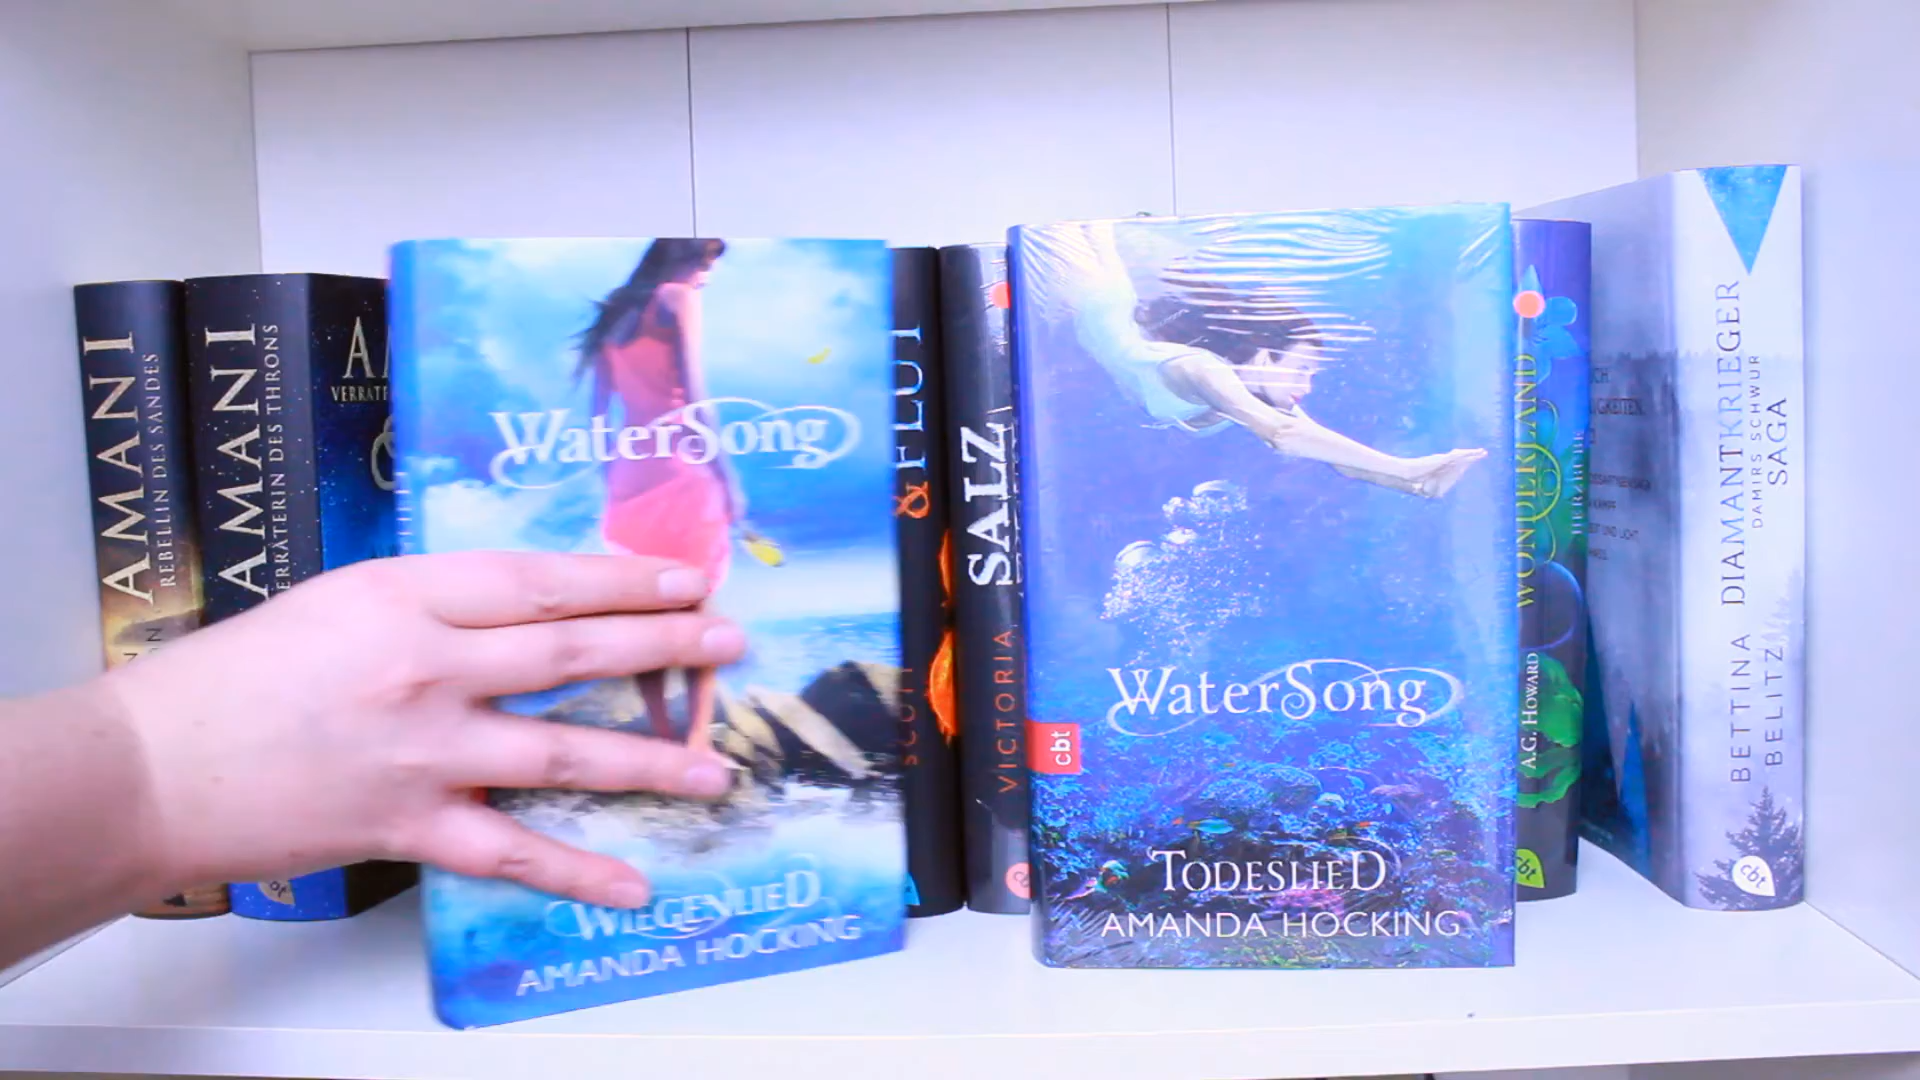 AMANI
REBELLIN DES SANDES
AMANI
VERRÄTERIN DES THRONS
WaterSong
WIEGENLIED
AMANDA HOCKING
& FLUT
SCOTT
SALZ
VICTORIA
cbt
WaterSong
TODESLIED
AMANDA HOCKING
WONDERLAND
A.G. HOWARD
cbt
BETTINA BELITZ
DIAMANTKRIEGER SAGA
DAMIRS SCHWUR
cbt